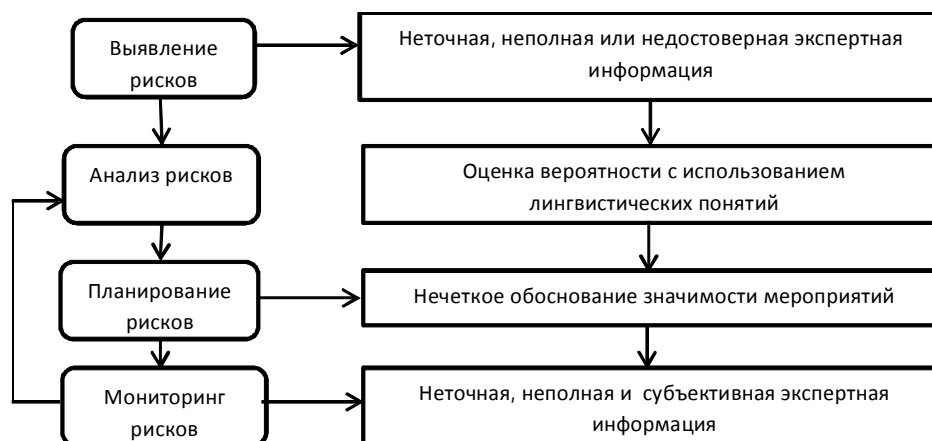 Выявление
рисков
Неточная, неполная или недостоверная экспертная
информация
Анализ рисков
Оценка вероятности с использованием
лингвистических понятий
Планирование
рисков
Нечеткое обоснование значимости мероприятий
Мониторинг
рисков
Неточная, неполная и субъективная экспертная
информация